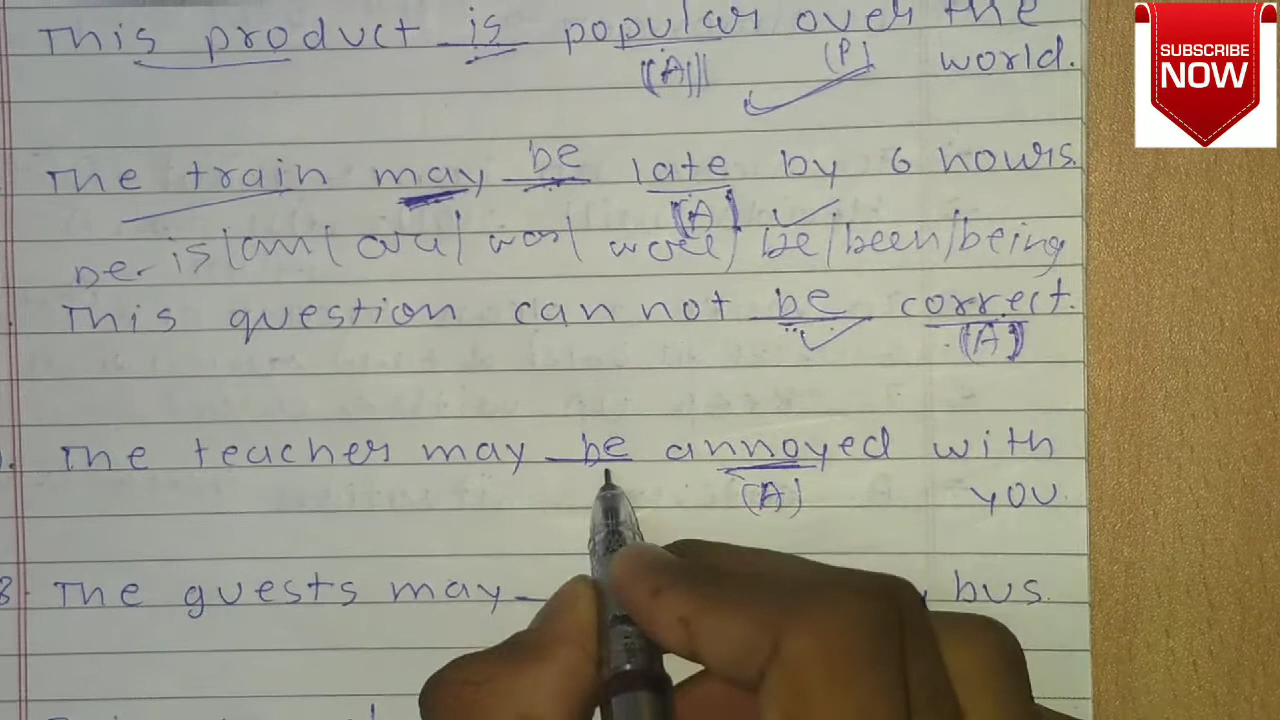 This product is popular over the
(A) (P) world.
SUBSCRIBE
NOW
The train may be late by 6 hours.
(A)
be - is/am/are/was/were/be/been/being
This question can not be correct.
(A)
The teacher may be annoyed with
(A) you.
8. The guests may bus.